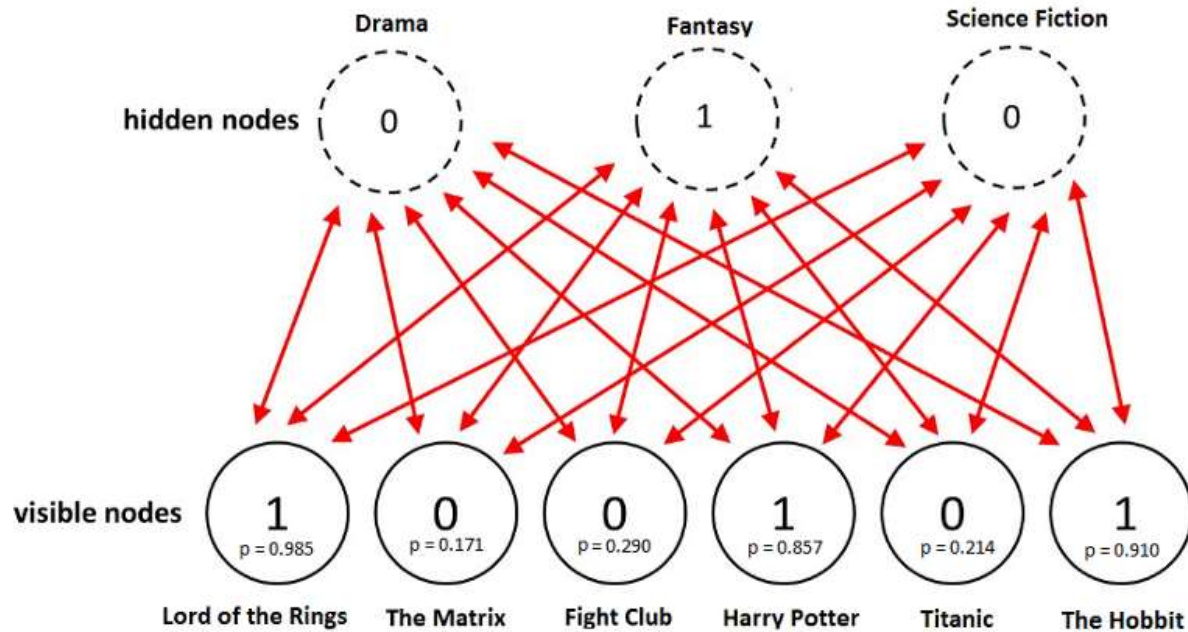 Drama
Fantasy
Science Fiction
hidden nodes
0
1
0
visible nodes
1
p = 0.985
0
p = 0.171
0
p = 0.290
1
p = 0.857
0
p = 0.214
1
p = 0.910
Lord of the Rings
The Matrix
Fight Club
Harry Potter
Titanic
The Hobbit